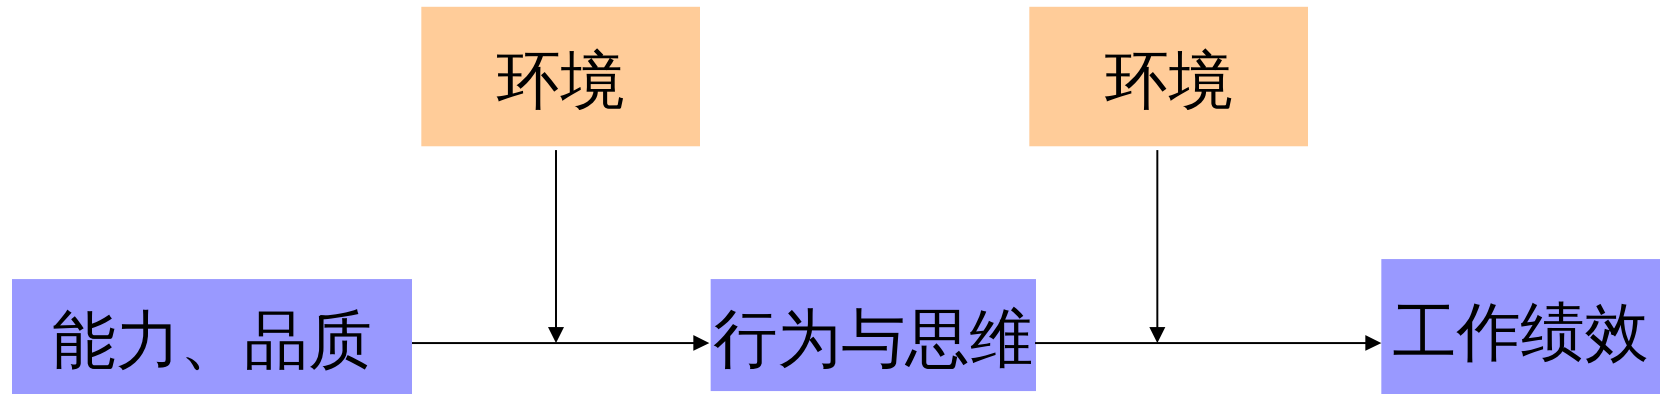 环境
环境
能力、品质
行为与思维
工作绩效